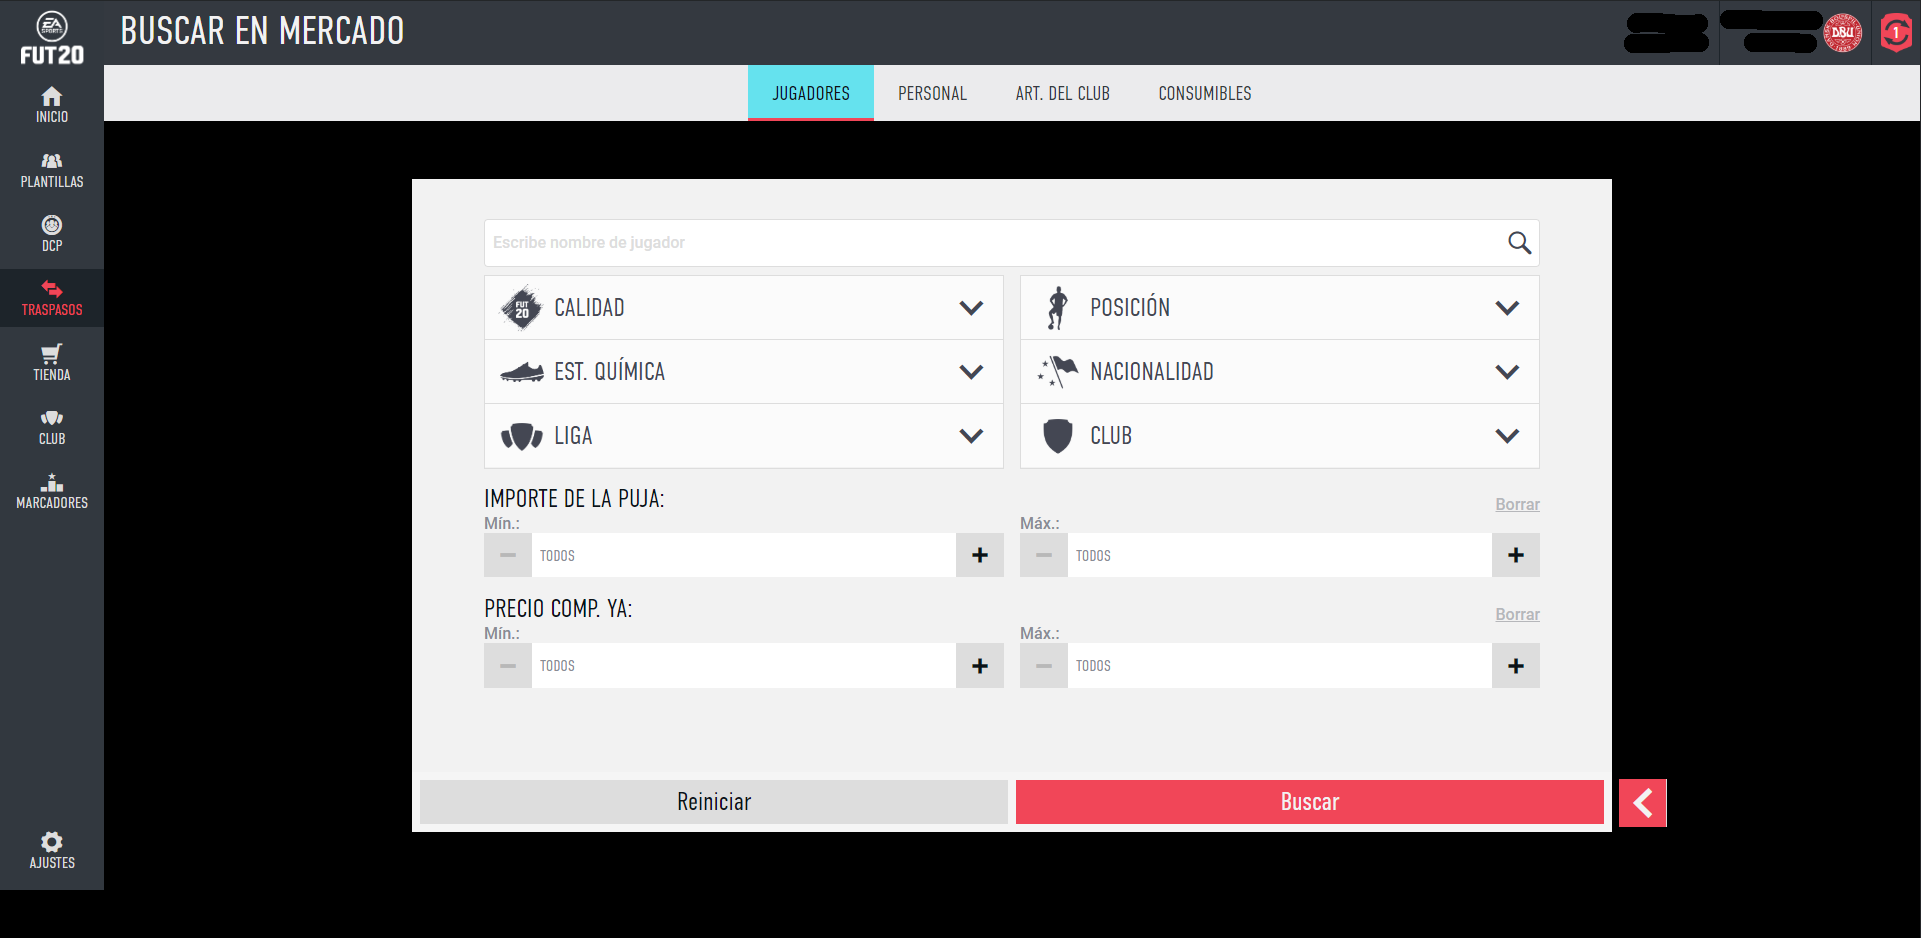 EA
SPORTS
FUT20
BUSCAR EN MERCADO
DBU
1
JUGADORES
PERSONAL
ART. DEL CLUB
CONSUMIBLES
INICIO
PLANTILLAS
DCP
TRASPASOS
TIENDA
CLUB
MARCADORES
AJUSTES
Escribe nombre de jugador
FUT
20
CALIDAD
POSICIÓN
EST. QUÍMICA
NACIONALIDAD
LIGA
CLUB
IMPORTE DE LA PUJA:
Borrar
Mín.:
Máx.:
TODOS
TODOS
PRECIO COMP. YA:
Borrar
Mín.:
Máx.:
TODOS
TODOS
Reiniciar
Buscar